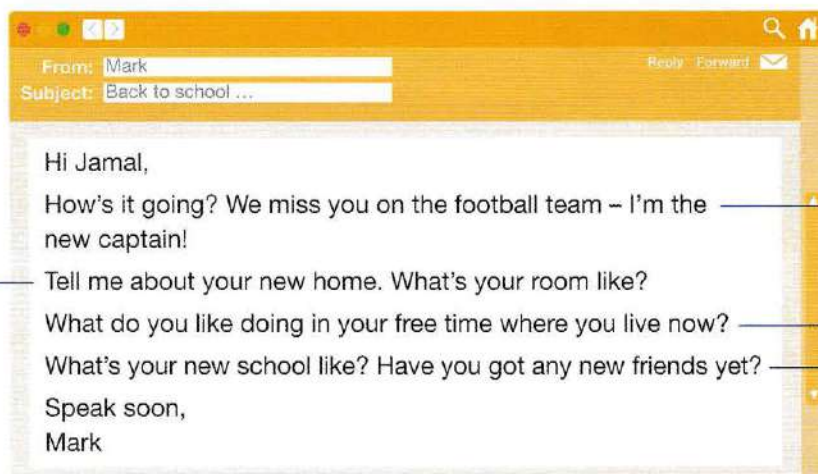 From: Mark
Reply Forward
Subject: Back to school ...
Hi Jamal,
How's it going? We miss you on the football team – I'm the
new captain!
Tell me about your new home. What's your room like?
What do you like doing in your free time where you live now?
What's your new school like? Have you got any new friends yet?
Speak soon,
Mark